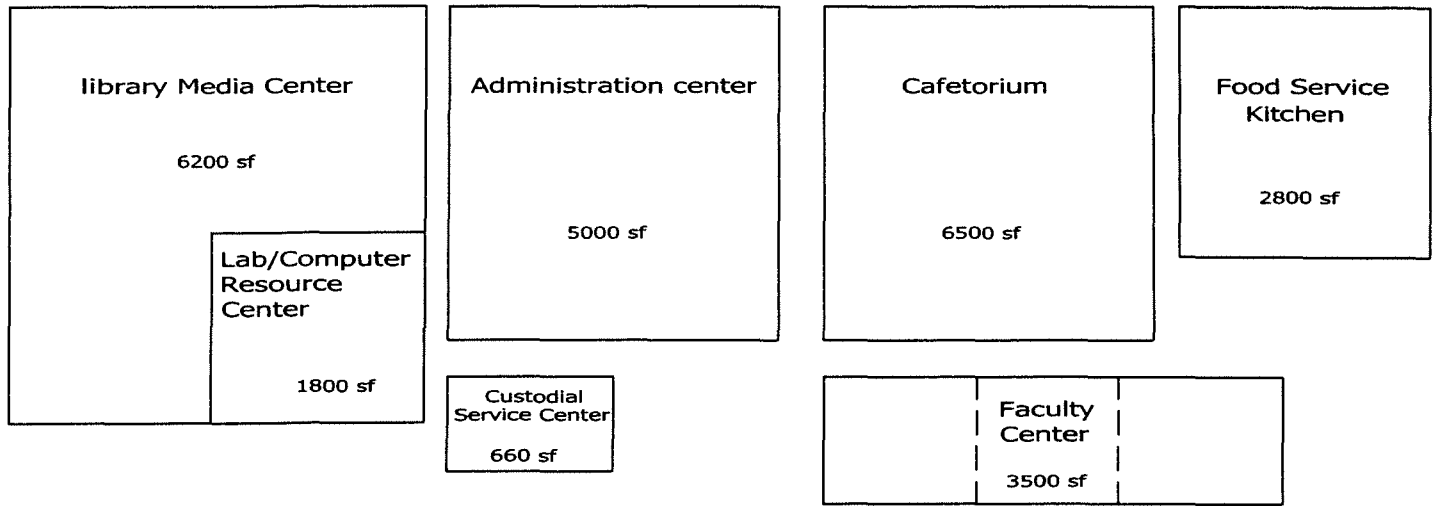 library Media Center
6200 sf
Lab/Computer
Resource
Center
1800 sf
Administration center
5000 sf
Custodial
Service Center
660 sf
Cafetorium
6500 sf
Food Service
Kitchen
2800 sf
Faculty
Center
3500 sf